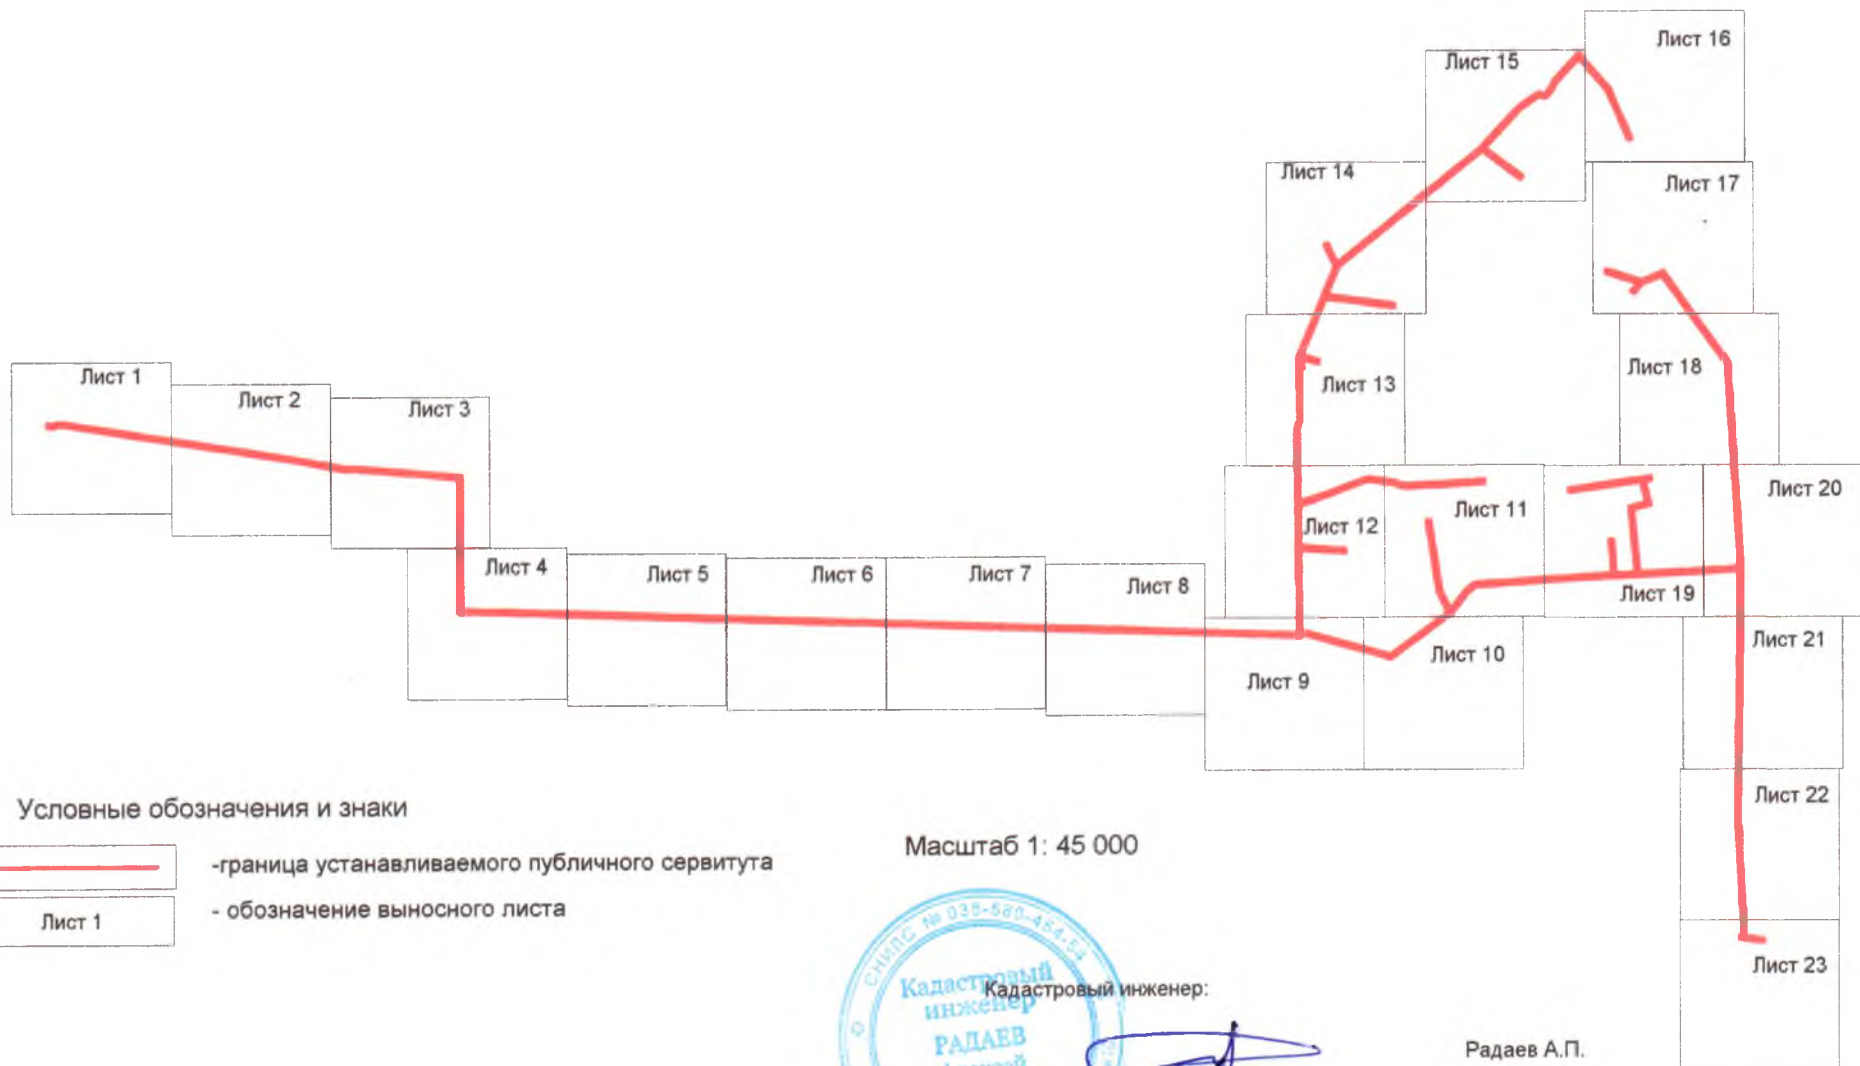 Лист 16
Лист 15
Лист 14
Лист 17
Лист 1
Лист 2
Лист 3
Лист 13
Лист 18
Лист 4
Лист 5
Лист 6
Лист 7
Лист 8
Лист 12
Лист 11
Лист 20
Лист 19
Лист 9
Лист 10
Лист 21
Лист 22
Лист 23
Условные обозначения и знаки
-граница устанавливаемого публичного сервитута
Лист 1
- обозначение выносного листа
Масштаб 1: 45 000
СНИЛС №
Кадастровый
инженер
РАДАЕВ
Кадастровый инженер:
Радаев А.П.